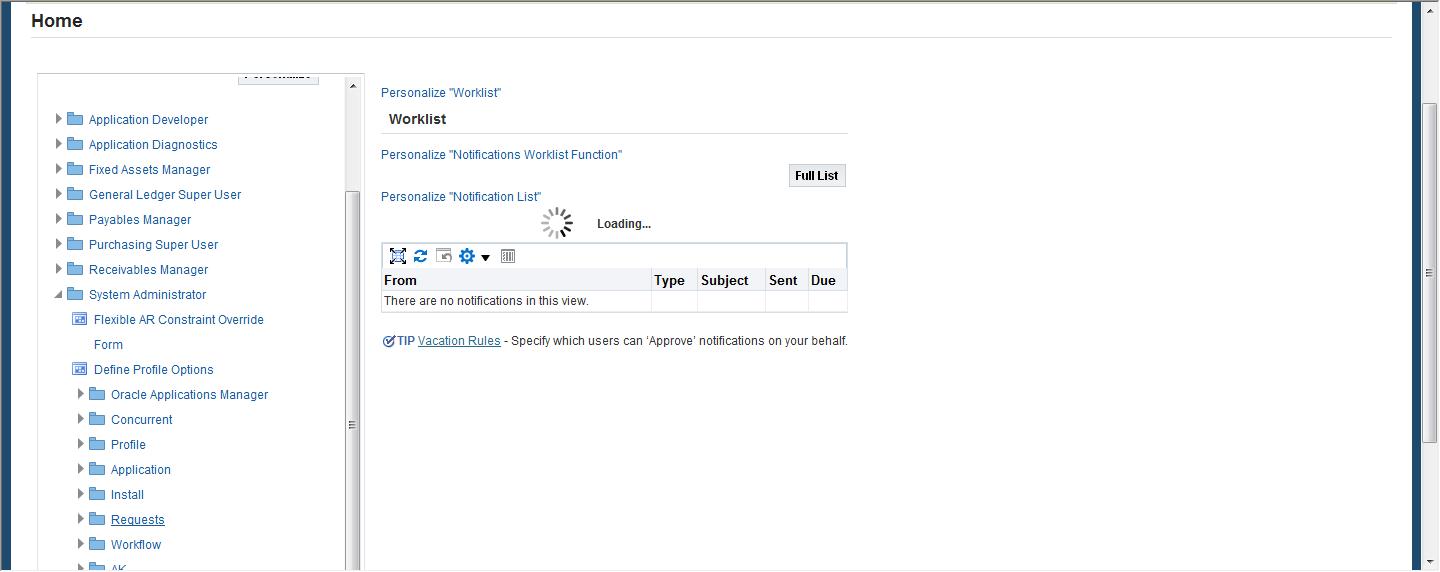 Home
Application Developer
Application Diagnostics
Fixed Assets Manager
General Ledger Super User
Payables Manager
Purchasing Super User
Receivables Manager
System Administrator
Flexible AR Constraint Override
Form
Define Profile Options
Oracle Applications Manager
Concurrent
Profile
Application
Install
Requests
Workflow
AK
Personalize "Worklist"
Worklist
Personalize "Notifications Worklist Function"
Full List
Personalize "Notification List"
Loading...
From Type Subject Sent Due
There are no notifications in this view.
TIP Vacation Rules - Specify which users can ‘Approve’ notifications on your behalf.